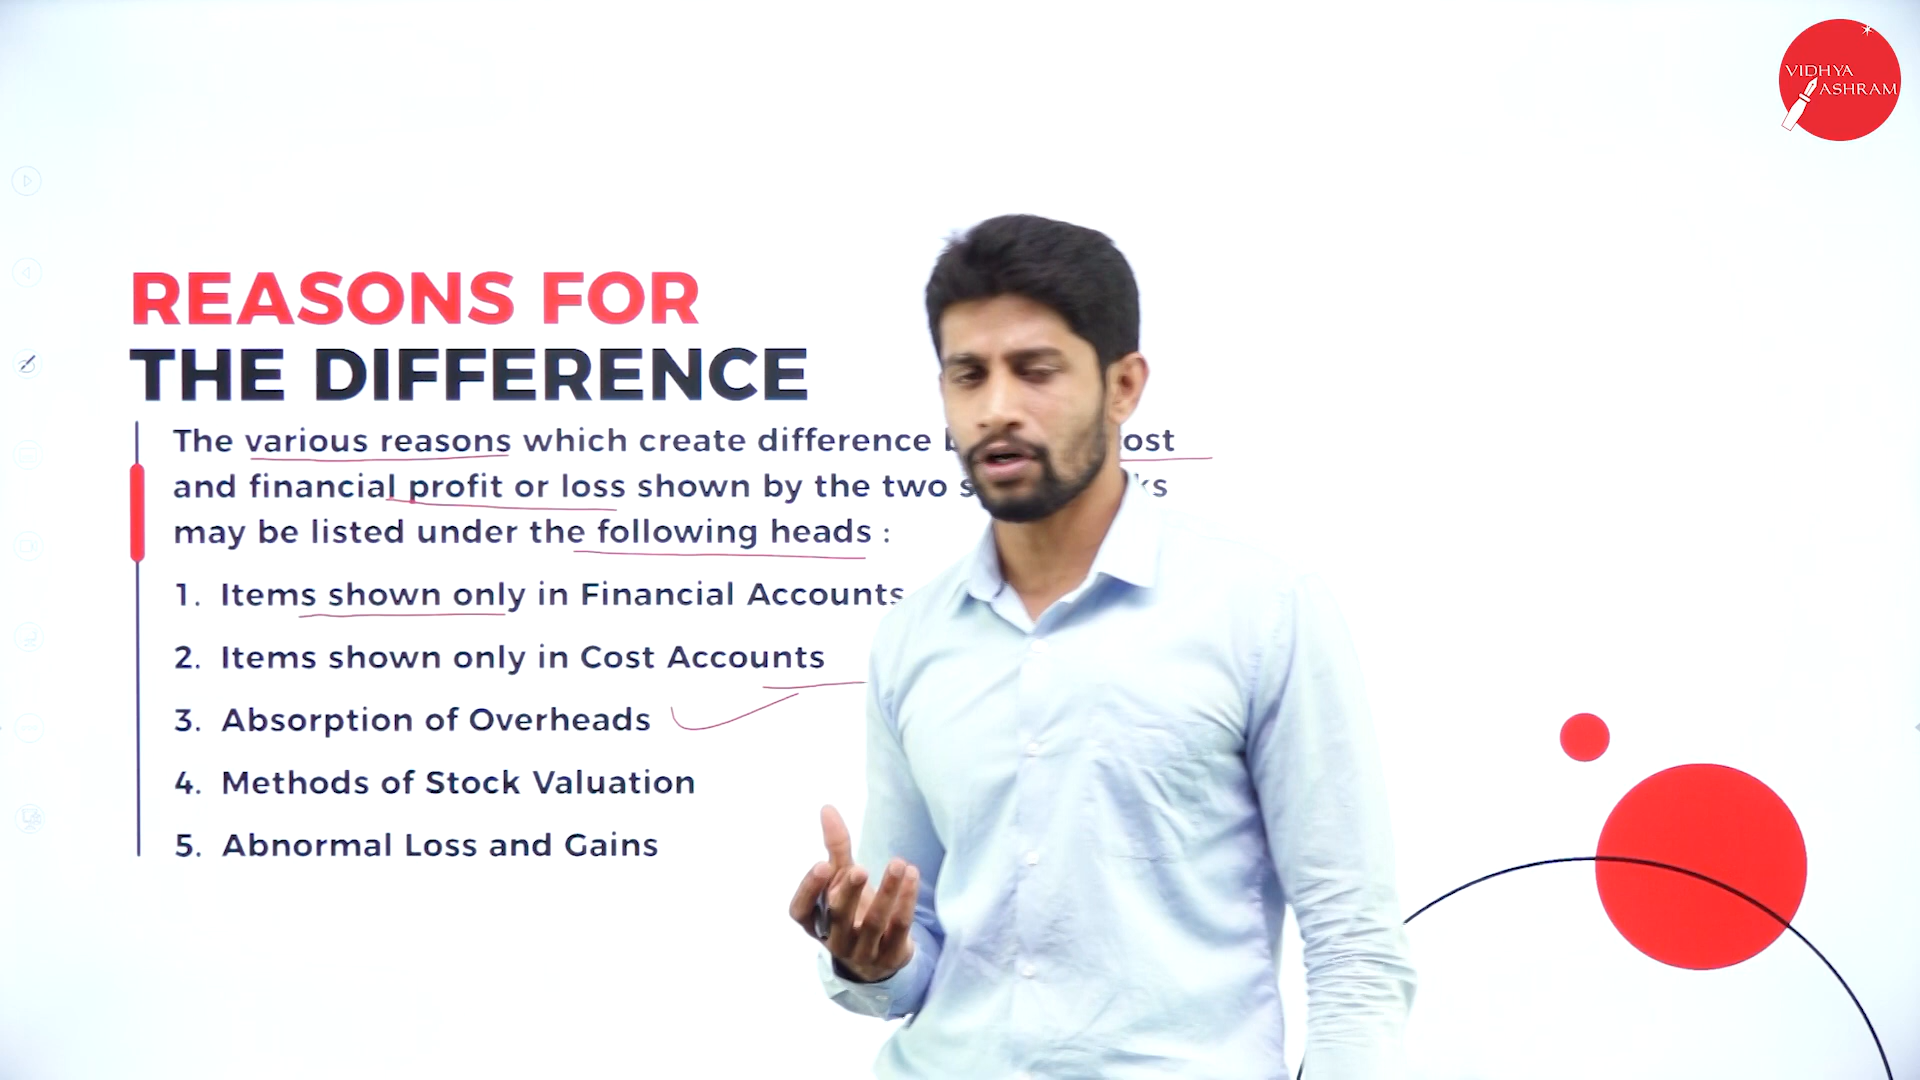 VIDHYA
ASHRAM
REASONS FOR
THE DIFFERENCE
The various reasons which create difference ost
and financial profit or loss shown by the two
may be listed under the following heads :
1. Items shown only in Financial Accounts
2. Items shown only in Cost Accounts
3. Absorption of Overheads
4. Methods of Stock Valuation
5. Abnormal Loss and Gains